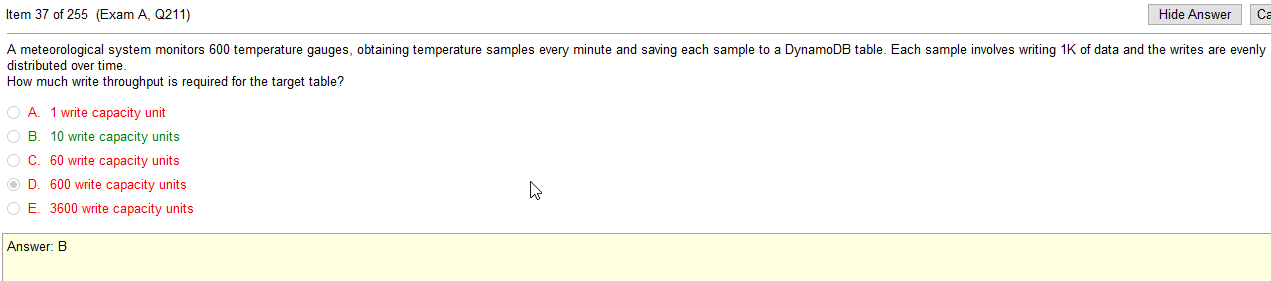 Item 37 of 255 (Exam A, Q211)
Hide Answer
Ca
A meteorological system monitors 600 temperature gauges, obtaining temperature samples every minute and saving each sample to a DynamoDB table. Each sample involves writing 1K of data and the writes are evenly
distributed over time.
How much write throughput is required for the target table?
A. 1 write capacity unit
B. 10 write capacity units
C. 60 write capacity units
D. 600 write capacity units
E. 3600 write capacity units
Answer: B